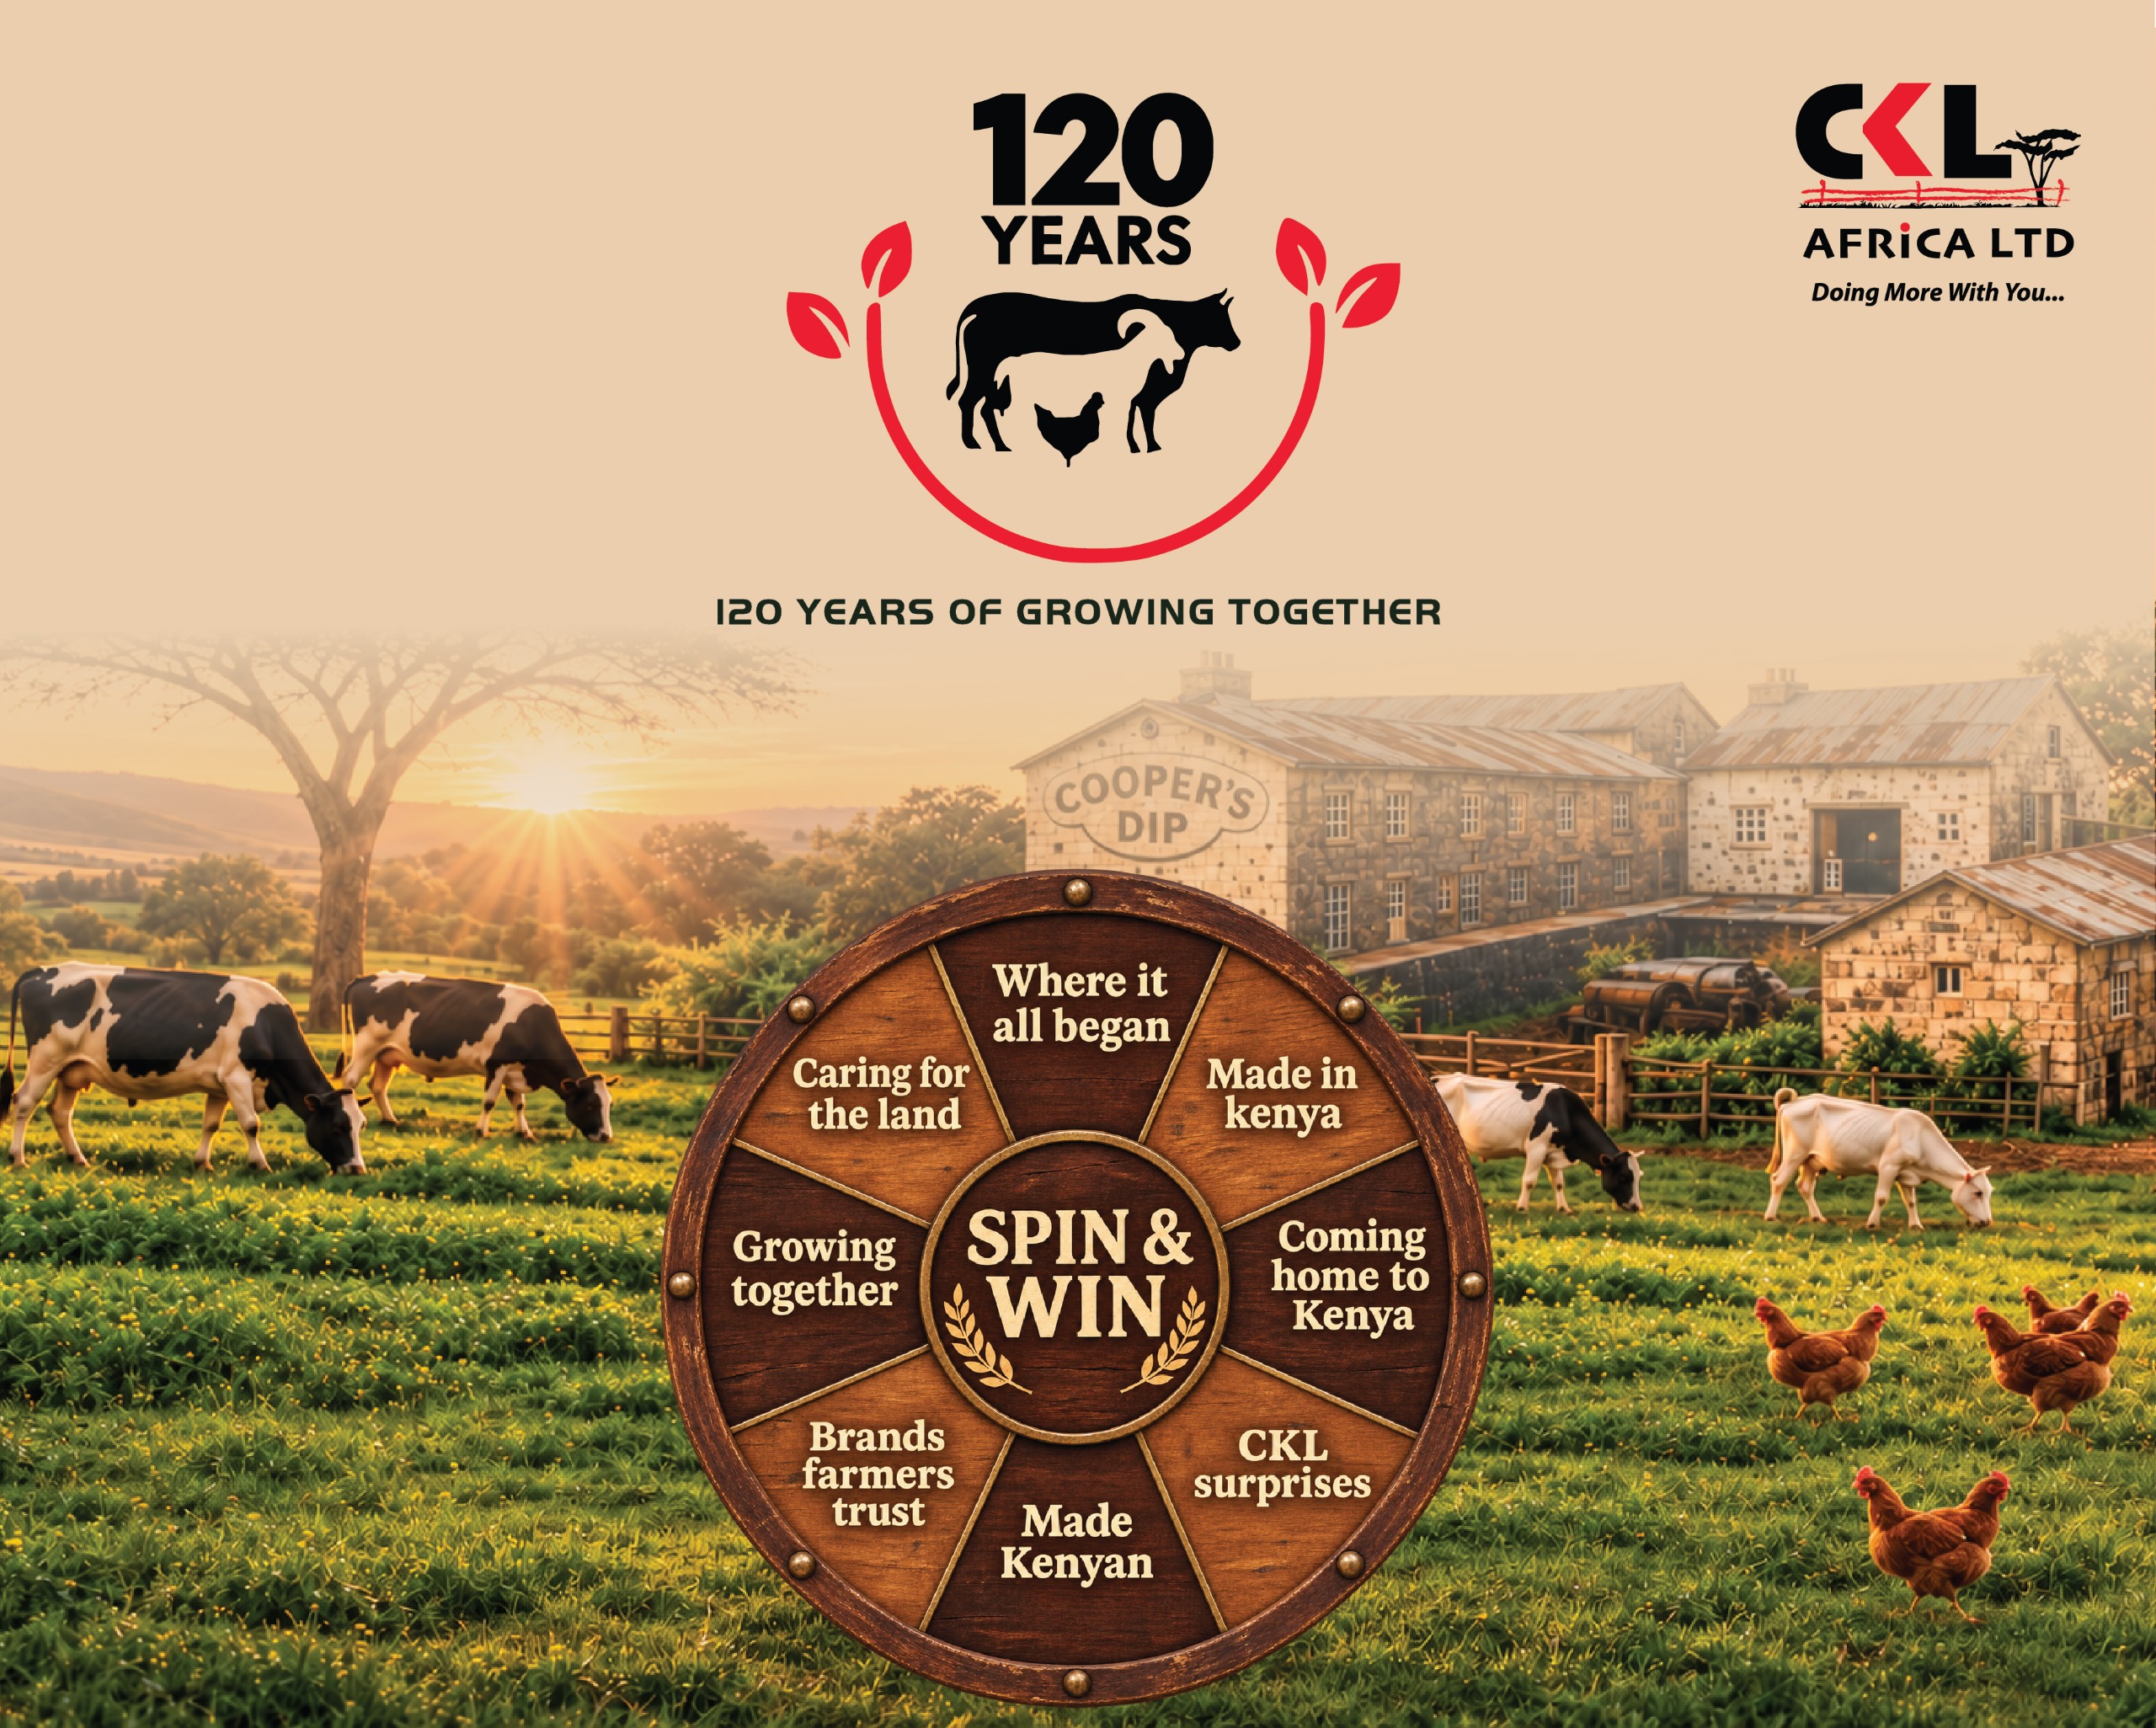 120
YEARS
CKL
AFRiCA LTD
Doing More With You...
120 YEARS OF GROWING TOGETHER
COOPER'S
DIP
Where it
all began
Made in
kenya
Coming
home to
Kenya
CKL
surprises
Made
Kenyan
Brands
farmers
trust
Growing
together
Caring for
the land
SPIN &
WIN